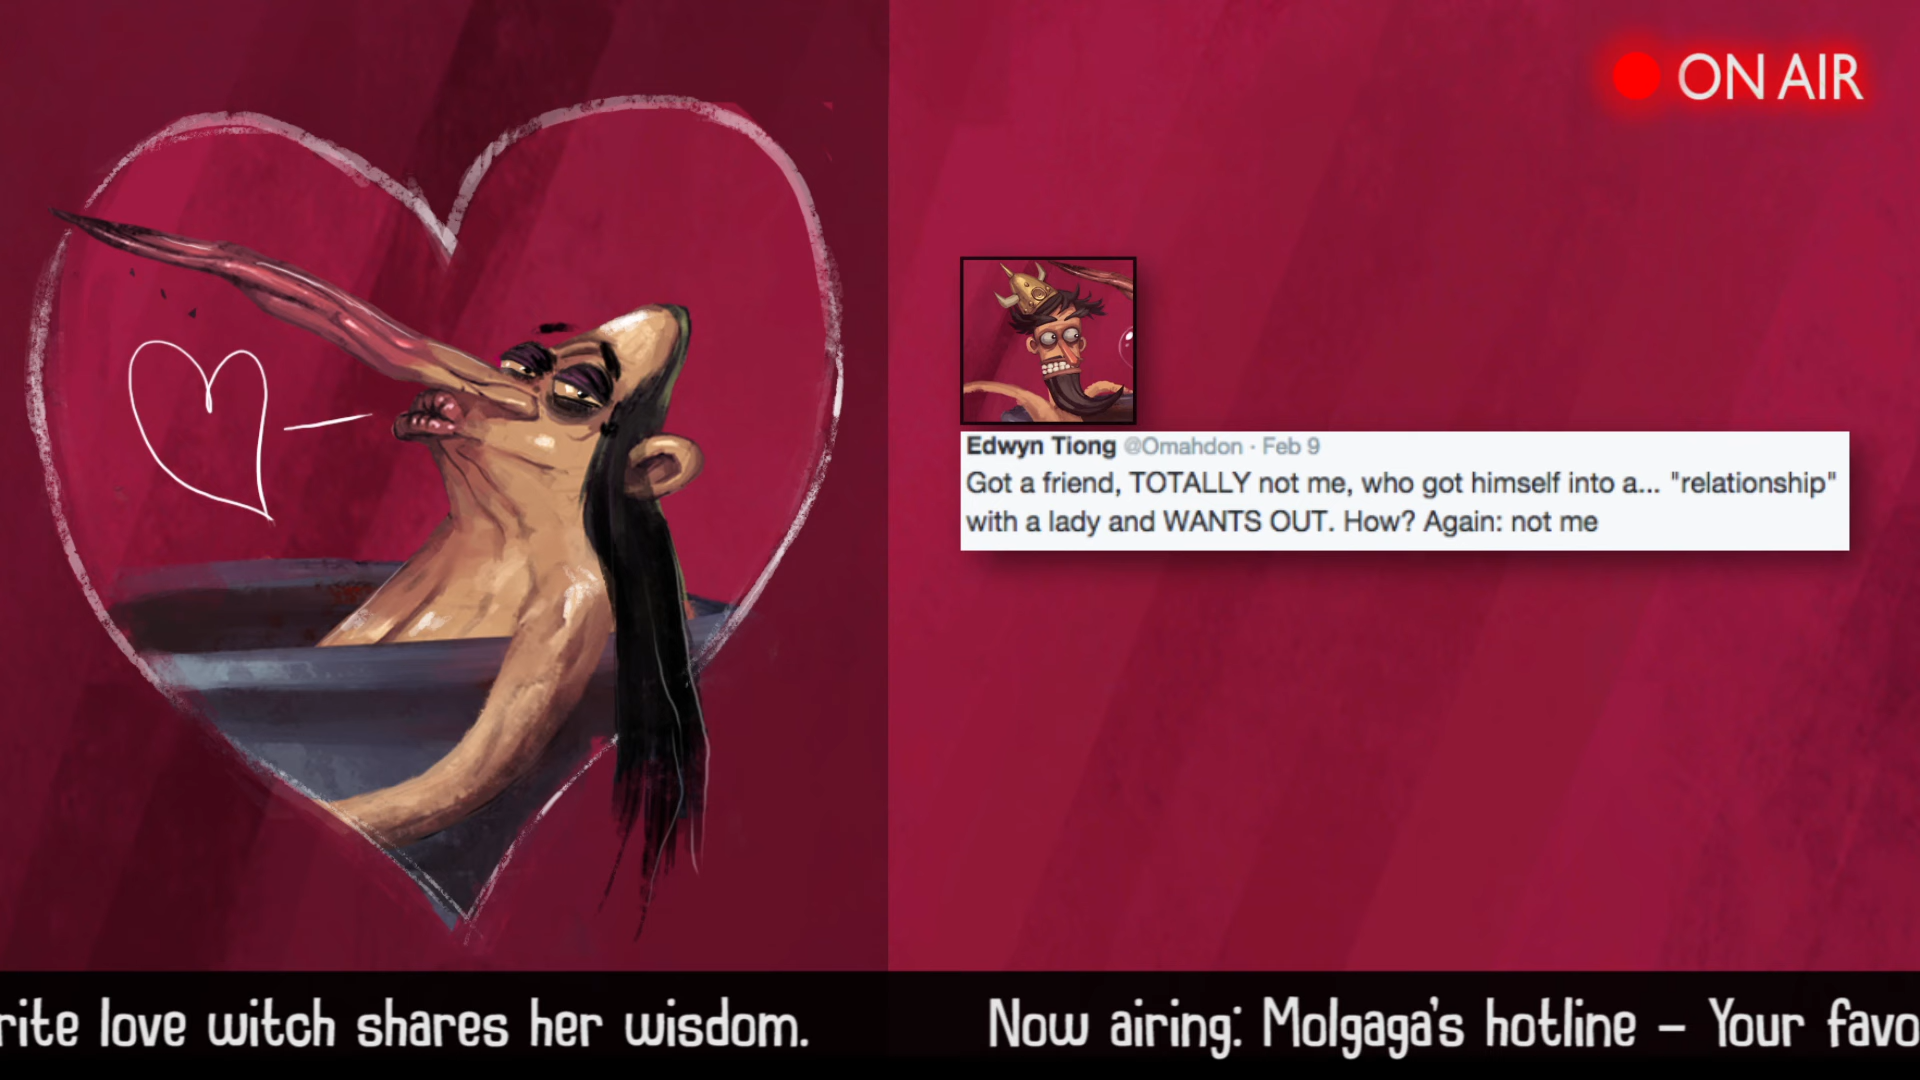 ON AIR
Edwyn Tiong @Omahdon · Feb 9
Got a friend, TOTALLY not me, who got himself into a... "relationship"
with a lady and WANTS OUT. How? Again: not me
rite love witch shares her wisdom. Now airing: Molgaga's hotline – Your favo